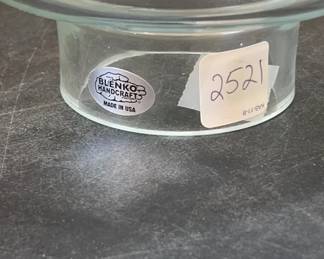 BLENKO
HANDCRAFT
MADE IN USA
2521